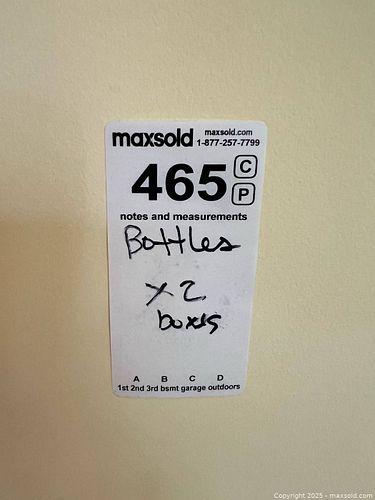 maxsold maxsold.com
1-877-257-7799
465 C
P
notes and measurements
Bottles
x 2
boxes
A B C D
1st 2nd 3rd bsmt garage outdoors
Copyright © 2025 - maxsold.com